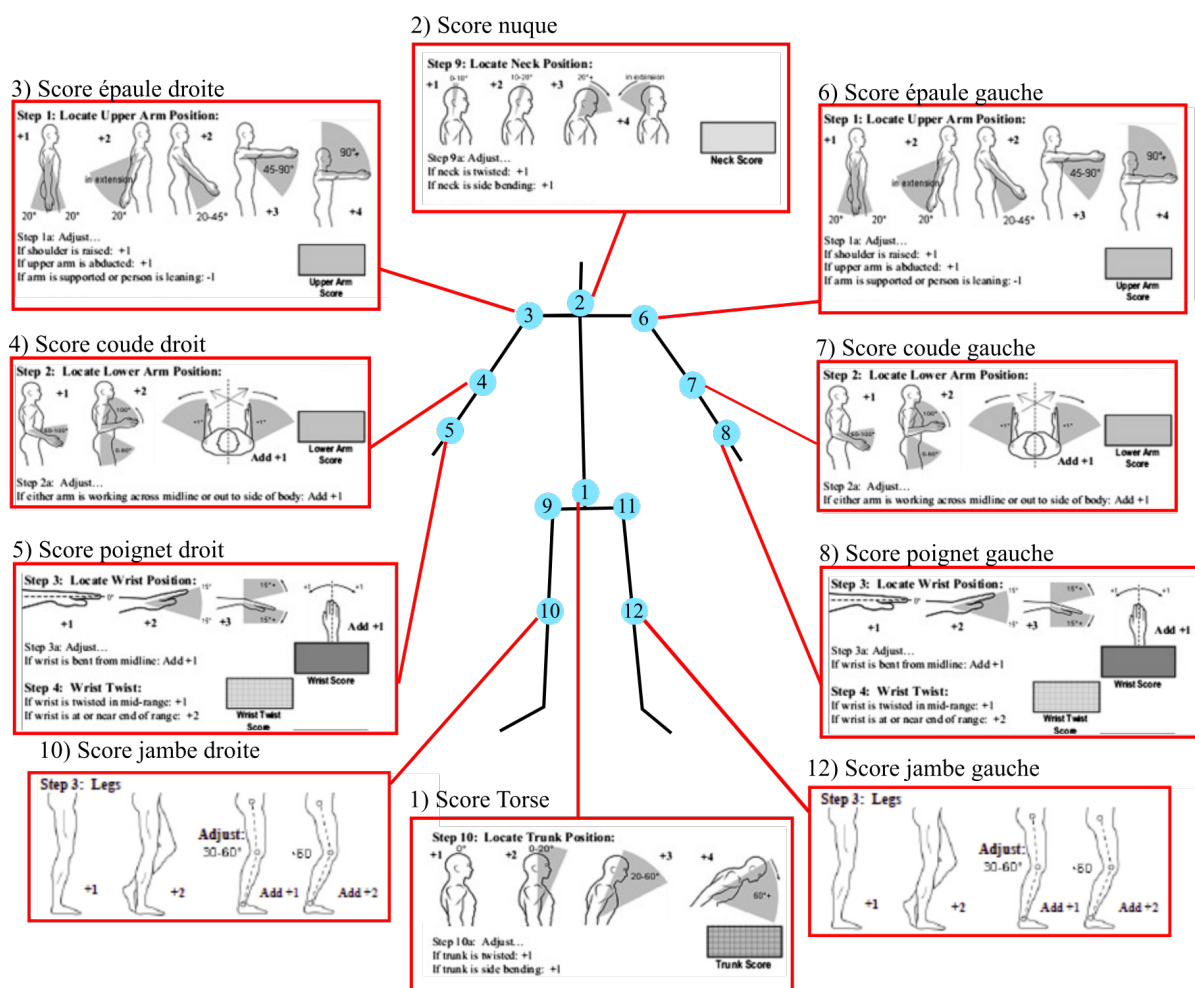 2) Score nuque
Step 9: Locate Neck Position:
+1 0-10° +2 10-20° +3 20°+ in extension
+4
Step 9a: Adjust…
If neck is twisted: +1
If neck is side bending: +1
Neck Score
3) Score épaule droite
Step 1: Locate Upper Arm Position:
+1 +2 +2
in extension 45-90° 90°+
20° 20° 20° 20-45° +3 +4
Step 1a: Adjust…
If shoulder is raised: +1
If upper arm is abducted: +1
If arm is supported or person is leaning: -1
Upper Arm
Score
6) Score épaule gauche
Step 1: Locate Upper Arm Position:
+1 +2 +2
in extension 45-90° 90°+
20° 20° 20° 20-45° +3 +4
Step 1a: Adjust…
If shoulder is raised: +1
If upper arm is abducted: +1
If arm is supported or person is leaning: -1
Upper Arm
Score
2
3
6
4) Score coude droit
Step 2: Locate Lower Arm Position:
+1 +2
100°
60-100° 0-60° +1° +1°
Add +1
Lower Arm
Score
Step 2a: Adjust…
If either arm is working across midline or out to side of body: Add +1
7) Score coude gauche
Step 2: Locate Lower Arm Position:
+1 +2
100°
60-100° 0-60° +1° +1°
Add +1
Lower Arm
Score
Step 2a: Adjust…
If either arm is working across midline or out to side of body: Add +1
4
7
5
8
1
9
11
5) Score poignet droit
Step 3: Locate Wrist Position:
0° 15° 15° 15°+ 15°+ +1 +1
+1 +2 +3 Add +1
Step 3a: Adjust…
If wrist is bent from midline: Add +1
Wrist Score
Step 4: Wrist Twist:
If wrist is twisted in mid-range: +1
If wrist is at or near end of range: +2
Wrist Twist
Score
8) Score poignet gauche
Step 3: Locate Wrist Position:
0° 15° 15° 15°+ 15°+ +1 +1
+1 +2 +3 Add +1
Step 3a: Adjust…
If wrist is bent from midline: Add +1
Wrist Score
Step 4: Wrist Twist:
If wrist is twisted in mid-range: +1
If wrist is at or near end of range: +2
Wrist Twist
Score
10
12
10) Score jambe droite
Step 3: Legs
Adjust:
30-60° +60
+1 +2 Add +1 Add +2
1) Score Torse
Step 10: Locate Trunk Position:
+1 0° +2 0-20° 20-60° +3 +4 60°+
Step 10a: Adjust…
If trunk is twisted: +1
If trunk is side bending: +1
Trunk Score
12) Score jambe gauche
Step 3: Legs
Adjust:
30-60° +60
+1 +2 Add +1 Add +2